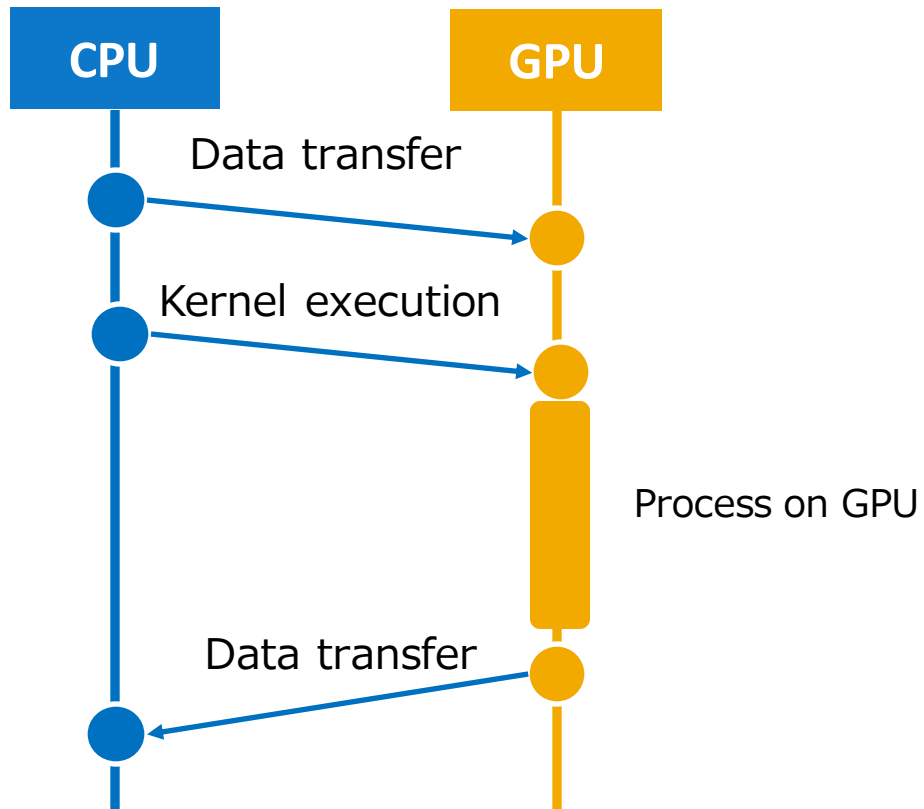 CPU
GPU
Data transfer
Kernel execution
Process on GPU
Data transfer